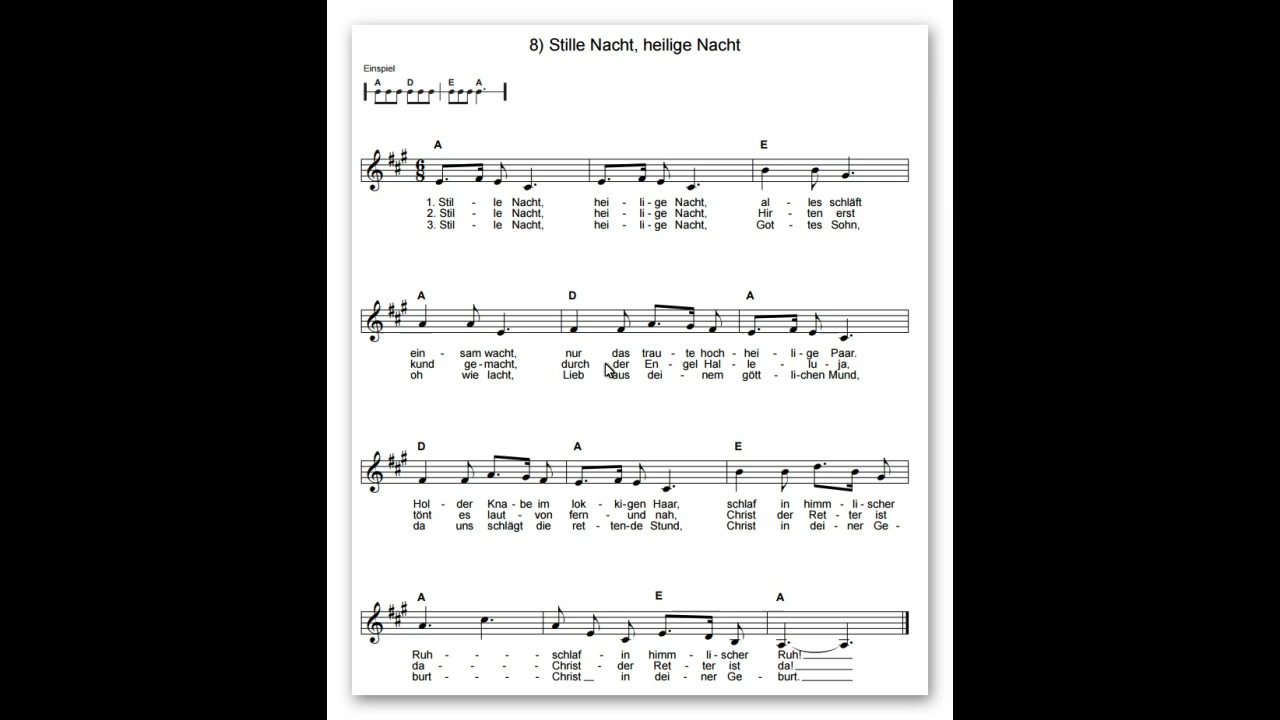 8) Stille Nacht, heilige Nacht
Einspiel
A D E A
A E
1. Stil - le Nacht, hei - li - ge Nacht, al - les schläft
2. Stil - le Nacht, hei - li - ge Nacht, Hir - ten erst
3. Stil - le Nacht, hei - li - ge Nacht, Got - tes Sohn,
A D A
ein - sam wacht, nur das trau - te hoch - hei - li - ge Paar.
kund ge - macht, durch der En - gel Hal - le - lu - ja,
oh wie lacht, Lieb aus dei - nem gött - li - chen Mund,
D A E
Hol - der Kna - be im lok - ki - gen Haar, schlaf in himm - li - scher
tönt es laut - von fern - und nah, Christ der Ret - ter ist
da uns schlägt die ret - ten - de Stund, Christ in dei - ner Ge -
A E A
Ruh - - - - schlaf - in himm - li - scher Ruh!
da - - - - Christ - der Ret - ter ist da!
burt - - - - Christ in dei - ner Ge - burt.